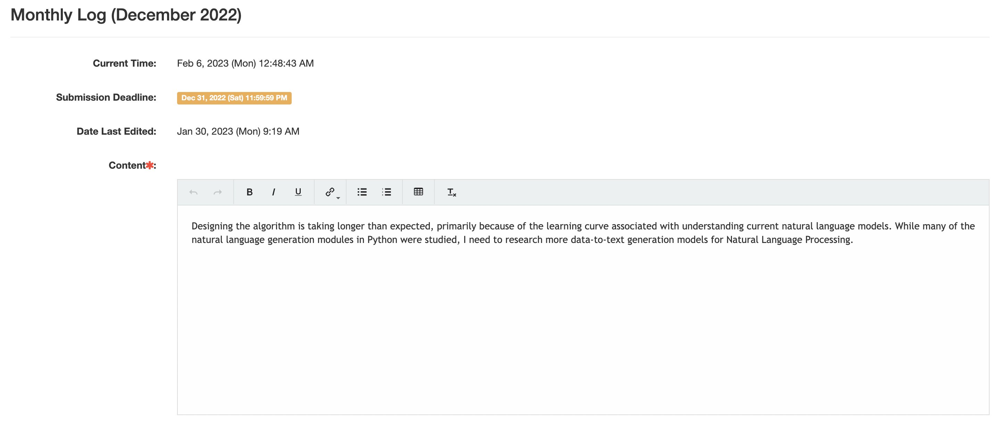 Monthly Log (December 2022)
Current Time: Feb 6, 2023 (Mon) 12:48:43 AM
Submission Deadline: Dec 31, 2022 (Sat) 11:59:59 PM
Date Last Edited: Jan 30, 2023 (Mon) 9:19 AM
Content*:
B I U
Designing the algorithm is taking longer than expected, primarily because of the learning curve associated with understanding current natural language models. While many of the
natural language generation modules in Python were studied, I need to research more data-to-text generation models for Natural Language Processing.